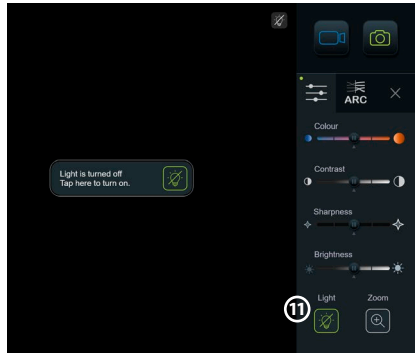 ARC
Colour
Light is turned off
Tap here to turn on.
Contrast
Sharpness
Brightness
11
Light Zoom